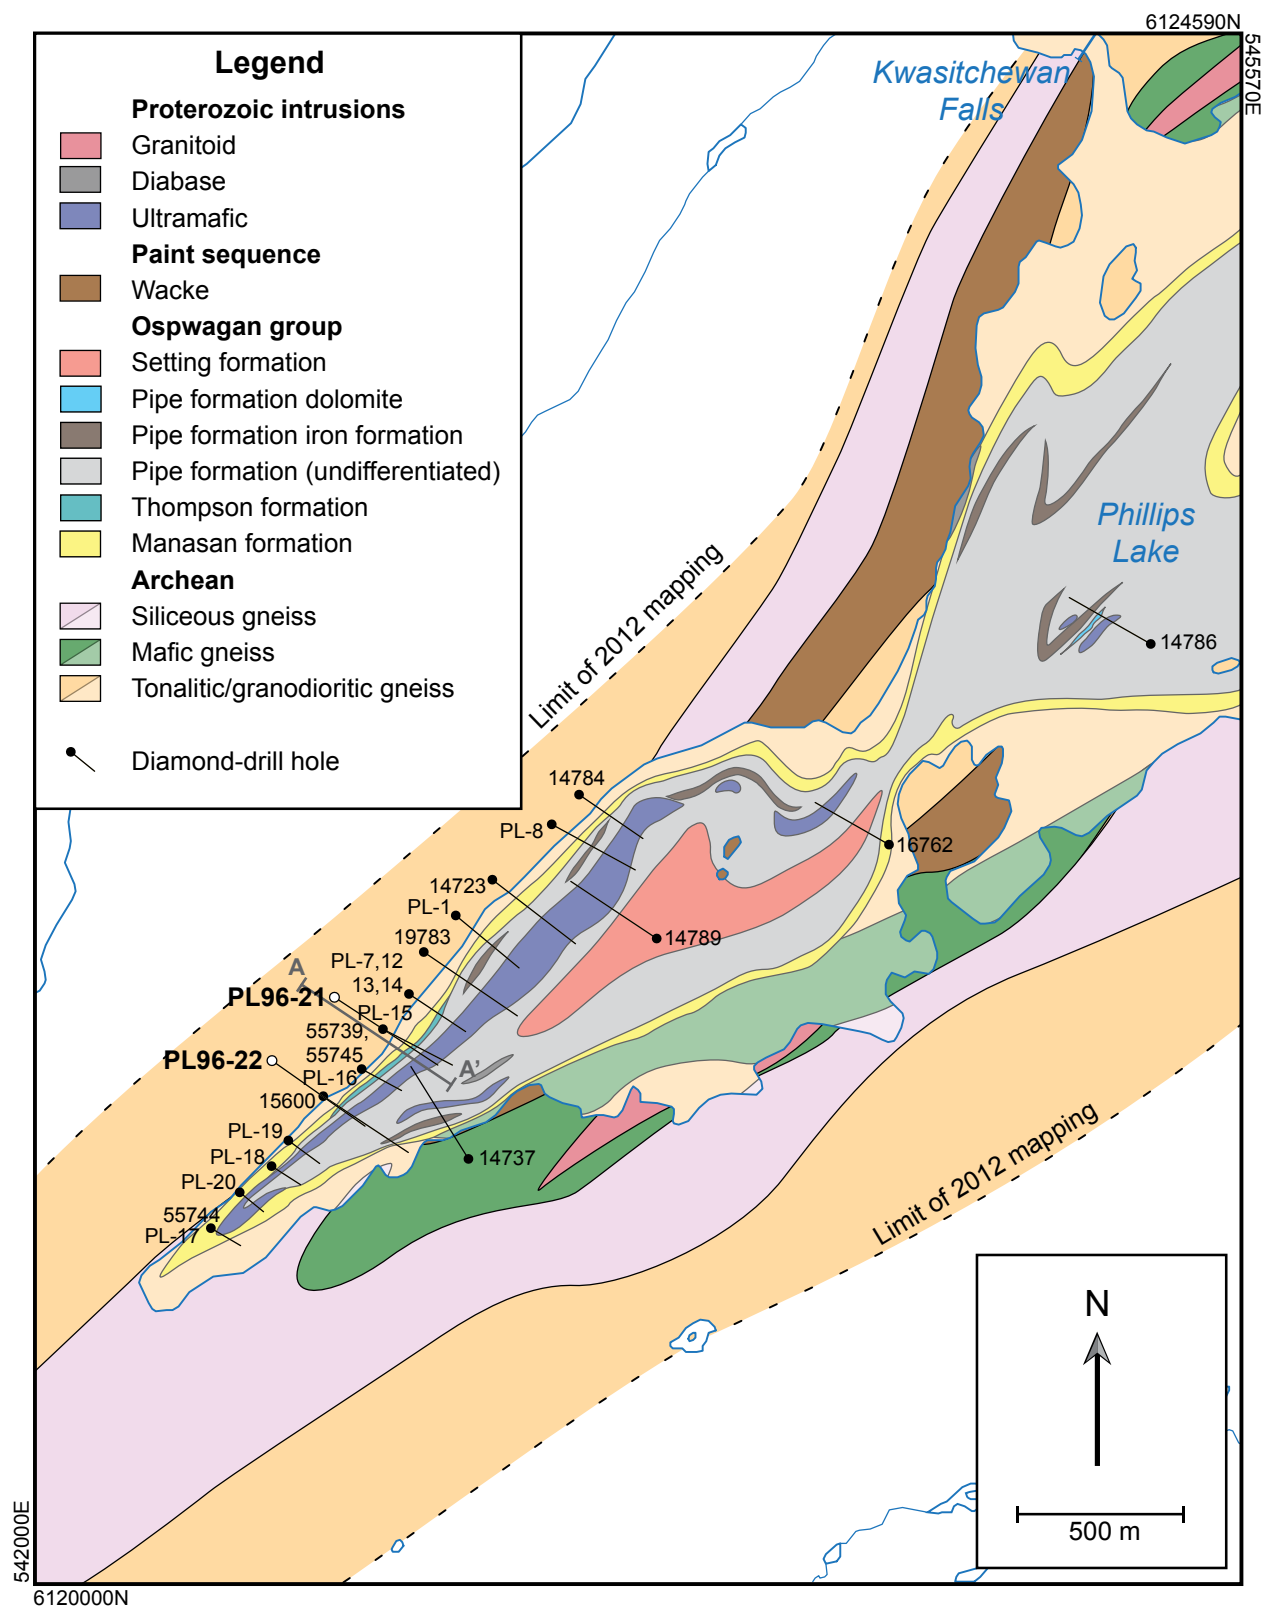 6124590N
545570E
Legend
Proterozoic intrusions
Granitoid
Diabase
Ultramafic
Paint sequence
Wacke
Ospwagan group
Setting formation
Pipe formation dolomite
Pipe formation iron formation
Pipe formation (undifferentiated)
Thompson formation
Manasan formation
Archean
Siliceous gneiss
Mafic gneiss
Tonalitic/granodioritic gneiss
Diamond-drill hole
Kwasitchewan
Falls
Phillips
Lake
Limit of 2012 mapping
14786
14784
PL-8
16762
14723
PL-1
14789
19783
PL-7,12
13,14
A
PL96-21
PL-15
55739,
55745
A'
PL96-22
PL-16
15600
PL-19
14737
PL-18
PL-20
55744
PL-17
Limit of 2012 mapping
N
500 m
542000E
6120000N